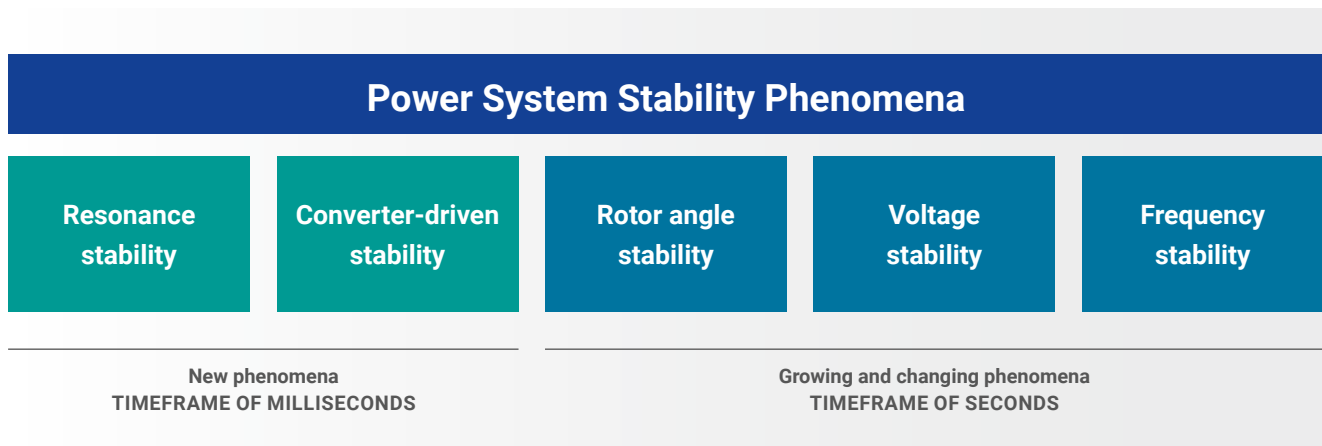 Power System Stability Phenomena
Resonance
stability
Converter-driven
stability
Rotor angle
stability
Voltage
stability
Frequency
stability
New phenomena
TIMEFRAME OF MILLISECONDS
Growing and changing phenomena
TIMEFRAME OF SECONDS